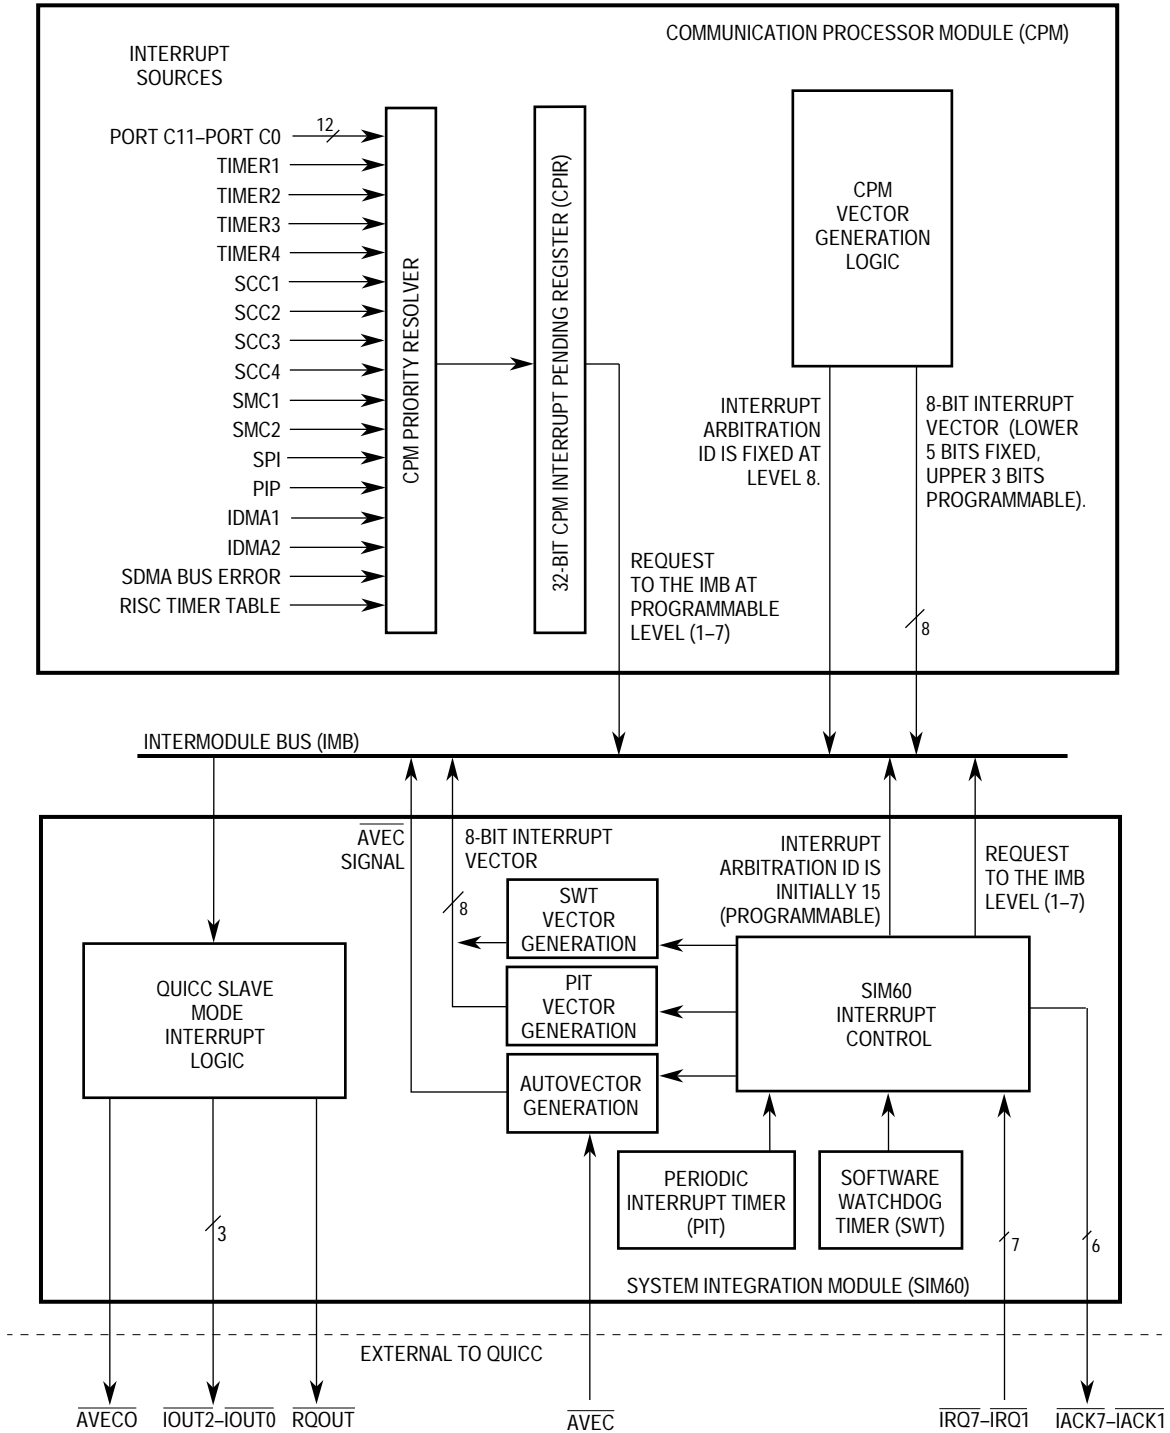 COMMUNICATION PROCESSOR MODULE (CPM)
INTERRUPT
SOURCES
PORT C11–PORT C0
12
TIMER1
TIMER2
TIMER3
TIMER4
SCC1
SCC2
SCC3
SCC4
SMC1
SMC2
SPI
PIP
IDMA1
IDMA2
SDMA BUS ERROR
RISC TIMER TABLE
CPM PRIORITY RESOLVER
32-BIT CPM INTERRUPT PENDING REGISTER (CPIR)
REQUEST
TO THE IMB AT
PROGRAMMABLE
LEVEL (1–7)
CPM
VECTOR
GENERATION
LOGIC
INTERRUPT
ARBITRATION
ID IS FIXED AT
LEVEL 8.
8-BIT INTERRUPT
VECTOR (LOWER
5 BITS FIXED,
UPPER 3 BITS
PROGRAMMABLE).
8
INTERMODULE BUS (IMB)
AVEC
SIGNAL
8-BIT INTERRUPT
VECTOR
8
INTERRUPT
ARBITRATION ID IS
INITIALLY 15
(PROGRAMMABLE)
REQUEST
TO THE IMB
LEVEL (1–7)
QUICC SLAVE
MODE
INTERRUPT
LOGIC
SWT
VECTOR
GENERATION
PIT
VECTOR
GENERATION
AUTOVECTOR
GENERATION
SIM60
INTERRUPT
CONTROL
PERIODIC
INTERRUPT TIMER
(PIT)
SOFTWARE
WATCHDOG
TIMER (SWT)
3
7
6
SYSTEM INTEGRATION MODULE (SIM60)
EXTERNAL TO QUICC
AVECO
IOUT2–IOUT0
RQOUT
AVEC
IRQ7–IRQ1
IACK7–IACK1